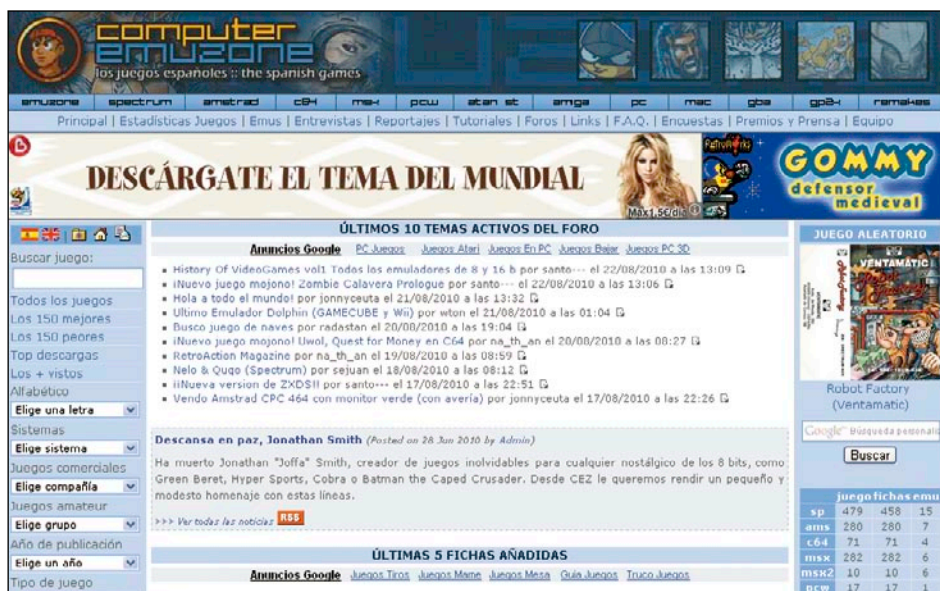 computer
emuzone
los juegos españoles :: the spanish games
emuzone spectrum amstrad c64 msx pcw atari st amiga pc mac gba gp2x remakes
Principal | Estadísticas Juegos | Emus | Entrevistas | Reportajes | Tutoriales | Foros | Links | F.A.Q. | Encuestas | Premios y Prensa | Equipo
DESCÁRGATE EL TEMA DEL MUNDIAL
Max1,5€/día
RetroWorks
GOMMY
defensor
medieval
Buscar juego:
Todos los juegos
Los 150 mejores
Los 150 peores
Top descargas
Los + vistos
Alfabético
Elige una letra
Sistemas
Elige sistema
Juegos comerciales
Elige compañía
Juegos amateur
Elige grupo
Año de publicación
Elige un año
Tipo de juego
ÚLTIMOS 10 TEMAS ACTIVOS DEL FORO
Anuncios Google PC Juegos Juegos Atari Juegos En PC Juegos Bajar Juegos PC 3D
History Of VideoGames vol1 Todos los emuladores de 8 y 16 b por santo--- el 22/08/2010 a las 13:09
¡Nuevo juego mojono! Zombie Calavera Prologue por santo--- el 22/08/2010 a las 13:06
Hola a todo el mundo! por jonnyceuta el 21/08/2010 a las 13:32
Ultimo Emulador Dolphin (GAMECUBE y Wii) por wton el 21/08/2010 a las 01:04
Busco juego de naves por radastan el 20/08/2010 a las 19:04
¡Nuevo juego mojono! Uwol, Quest for Money en C64 por na_th_an el 20/08/2010 a las 08:27
RetroAction Magazine por na_th_an el 19/08/2010 a las 08:59
Nelo & Qugo (Spectrum) por sejuan el 18/08/2010 a las 08:12
¡¡Nueva version de ZXDS!! por santo--- el 17/08/2010 a las 22:51
Vendo Amstrad CPC 464 con monitor verde (con avería) por jonnyceuta el 17/08/2010 a las 22:26
Descansa en paz, Jonathan Smith (Posted on 28 Jun 2010 by Admin)
Ha muerto Jonathan "Joffa" Smith, creador de juegos inolvidables para cualquier nostálgico de los 8 bits, como
Green Beret, Hyper Sports, Cobra o Batman the Caped Crusader. Desde CEZ le queremos rendir un pequeño y
modesto homenaje con estas líneas.
>>> Ver todas las noticias RSS
ÚLTIMAS 5 FICHAS AÑADIDAS
Anuncios Google Juegos Tiros Juegos Mame Juegos Mesa Guia Juegos Truco Juegos
JUEGO ALEATORIO
VENTAMATIC
Robot Factory
Robot Factory
(Ventamatic)
Google Búsqueda personali
Buscar
juego fichas emu
sp 479 458 15
ams 280 280 7
c64 71 71 4
msx 282 282 6
msx2 10 10 6
pcw 17 17 1